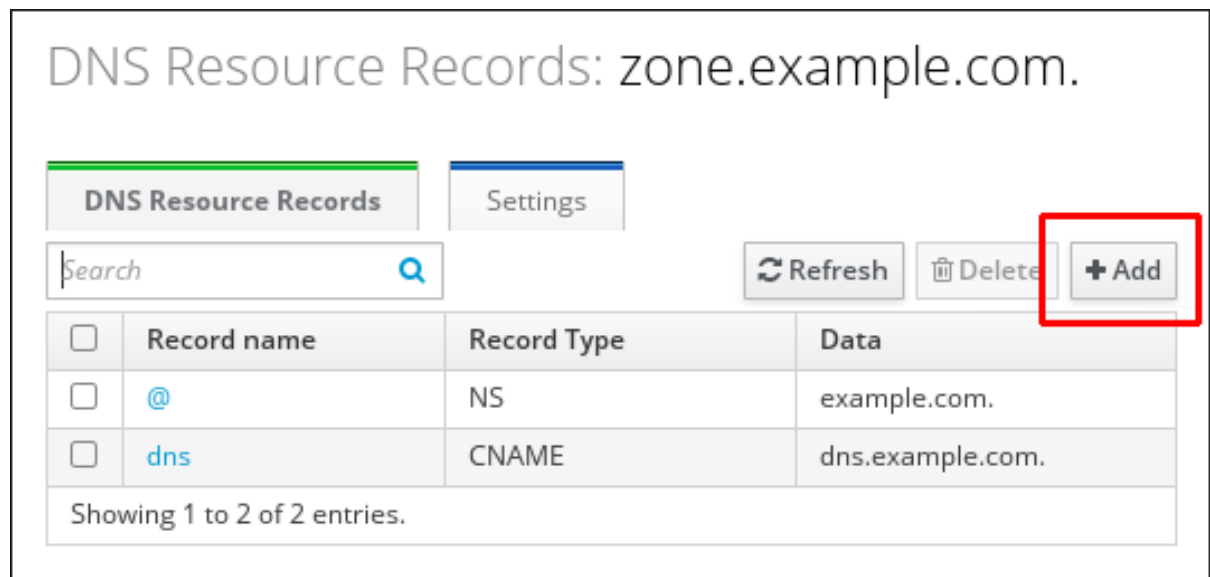 DNS Resource Records: zone.example.com.
DNS Resource Records Settings
Search Refresh Delete Add
Record name Record Type Data
@ NS example.com.
dns CNAME dns.example.com.
Showing 1 to 2 of 2 entries.